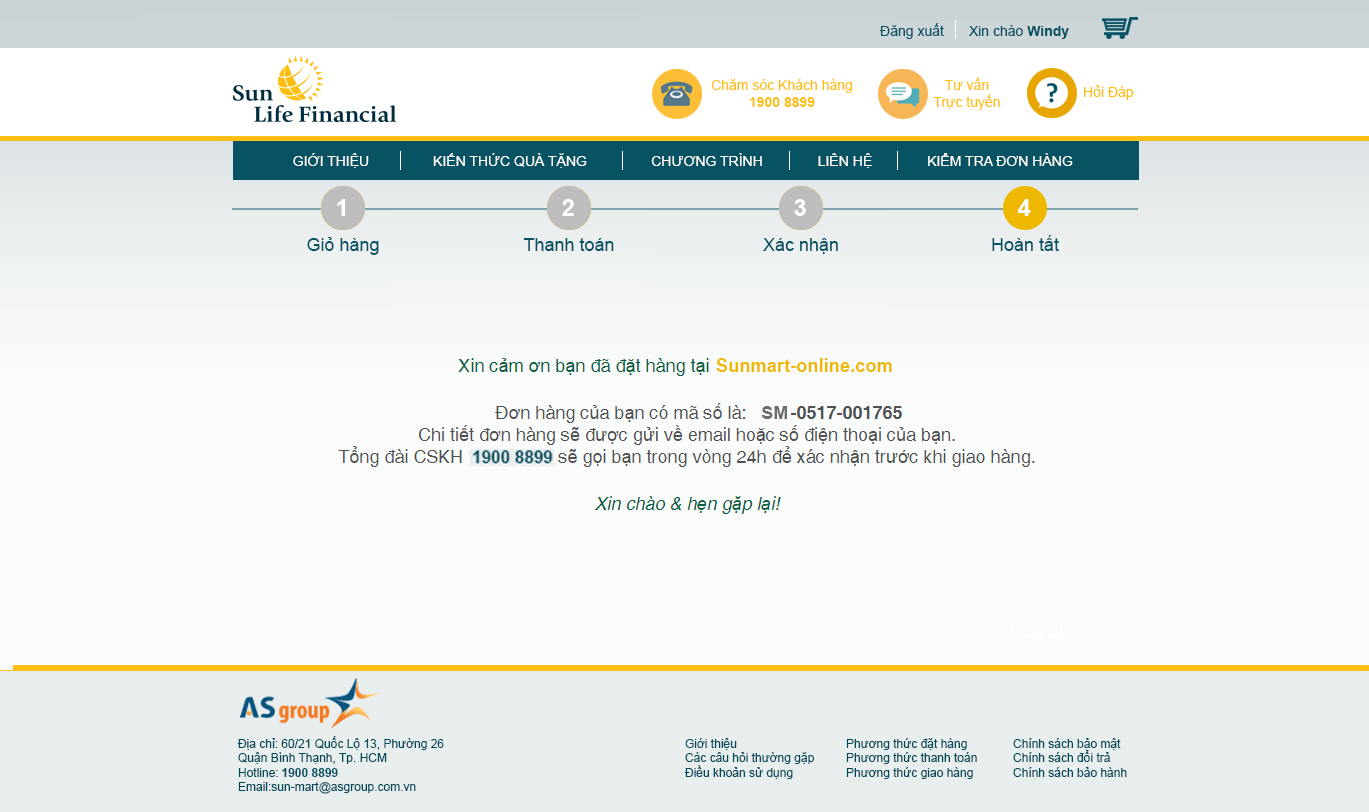 Đăng xuất
Xin chào Windy
Sun
Life Financial
Chăm sóc Khách hàng
1900 8899
Tư vấn
Trực tuyến
?
Hỏi Đáp
GIỚI THIỆU
KIẾN THỨC QUÀ TẶNG
CHƯƠNG TRÌNH
LIÊN HỆ
KIỂM TRA ĐƠN HÀNG
1
2
3
4
Giỏ hàng
Thanh toán
Xác nhận
Hoàn tất
Xin cảm ơn bạn đã đặt hàng tại Sunmart-online.com
Đơn hàng của bạn có mã số là: SM-0517-001765
Chi tiết đơn hàng sẽ được gửi về email hoặc số điện thoại của bạn.
Tổng đài CSKH 1900 8899 sẽ gọi bạn trong vòng 24h để xác nhận trước khi giao hàng.
Xin chào & hẹn gặp lại!
AS group
Địa chỉ: 60/21 Quốc Lộ 13, Phường 26
Quận Bình Thạnh, Tp. HCM
Hotline: 1900 8899
Email:sun-mart@asgroup.com.vn
Giới thiệu
Các câu hỏi thường gặp
Điều khoản sử dụng
Phương thức đặt hàng
Phương thức thanh toán
Phương thức giao hàng
Chính sách bảo mật
Chính sách đổi trả
Chính sách bảo hành